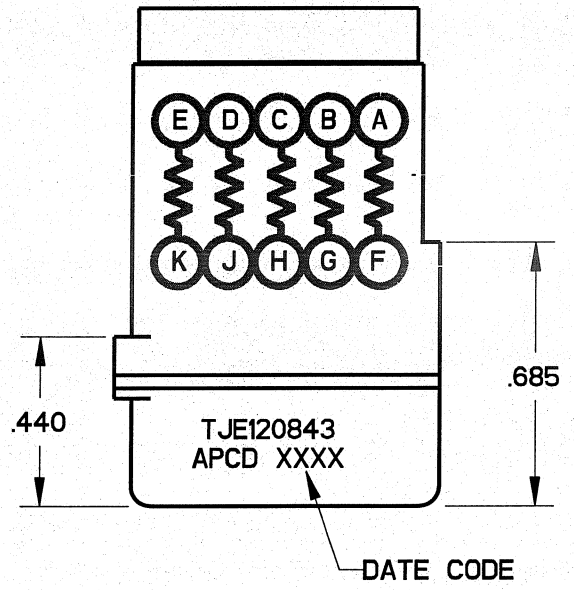 E D C B A
K J H G F
.685
.440
TJE120843
APCD XXXX
DATE CODE